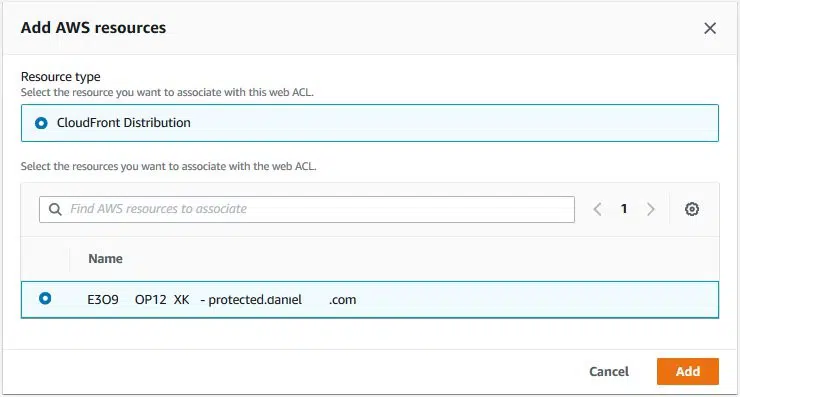 Add AWS resources
Resource type
Select the resource you want to associate with this web ACL.
CloudFront Distribution
Select the resources you want to associate with the web ACL.
Find AWS resources to associate
1
Name
E3O9 OP12 XK - protected.daniel .com
Cancel
Add